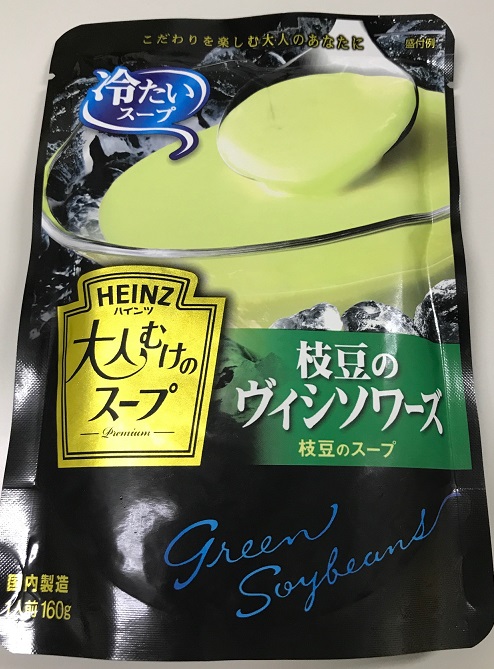 こだわりを楽しむ大人のあなたに
盛付例
冷たい
スープ
HEINZ
ハインツ
大人むけの
スープ
Premium
枝豆の
ヴィシソワーズ
枝豆のスープ
Green
Soybeans
国内製造
1人前160g